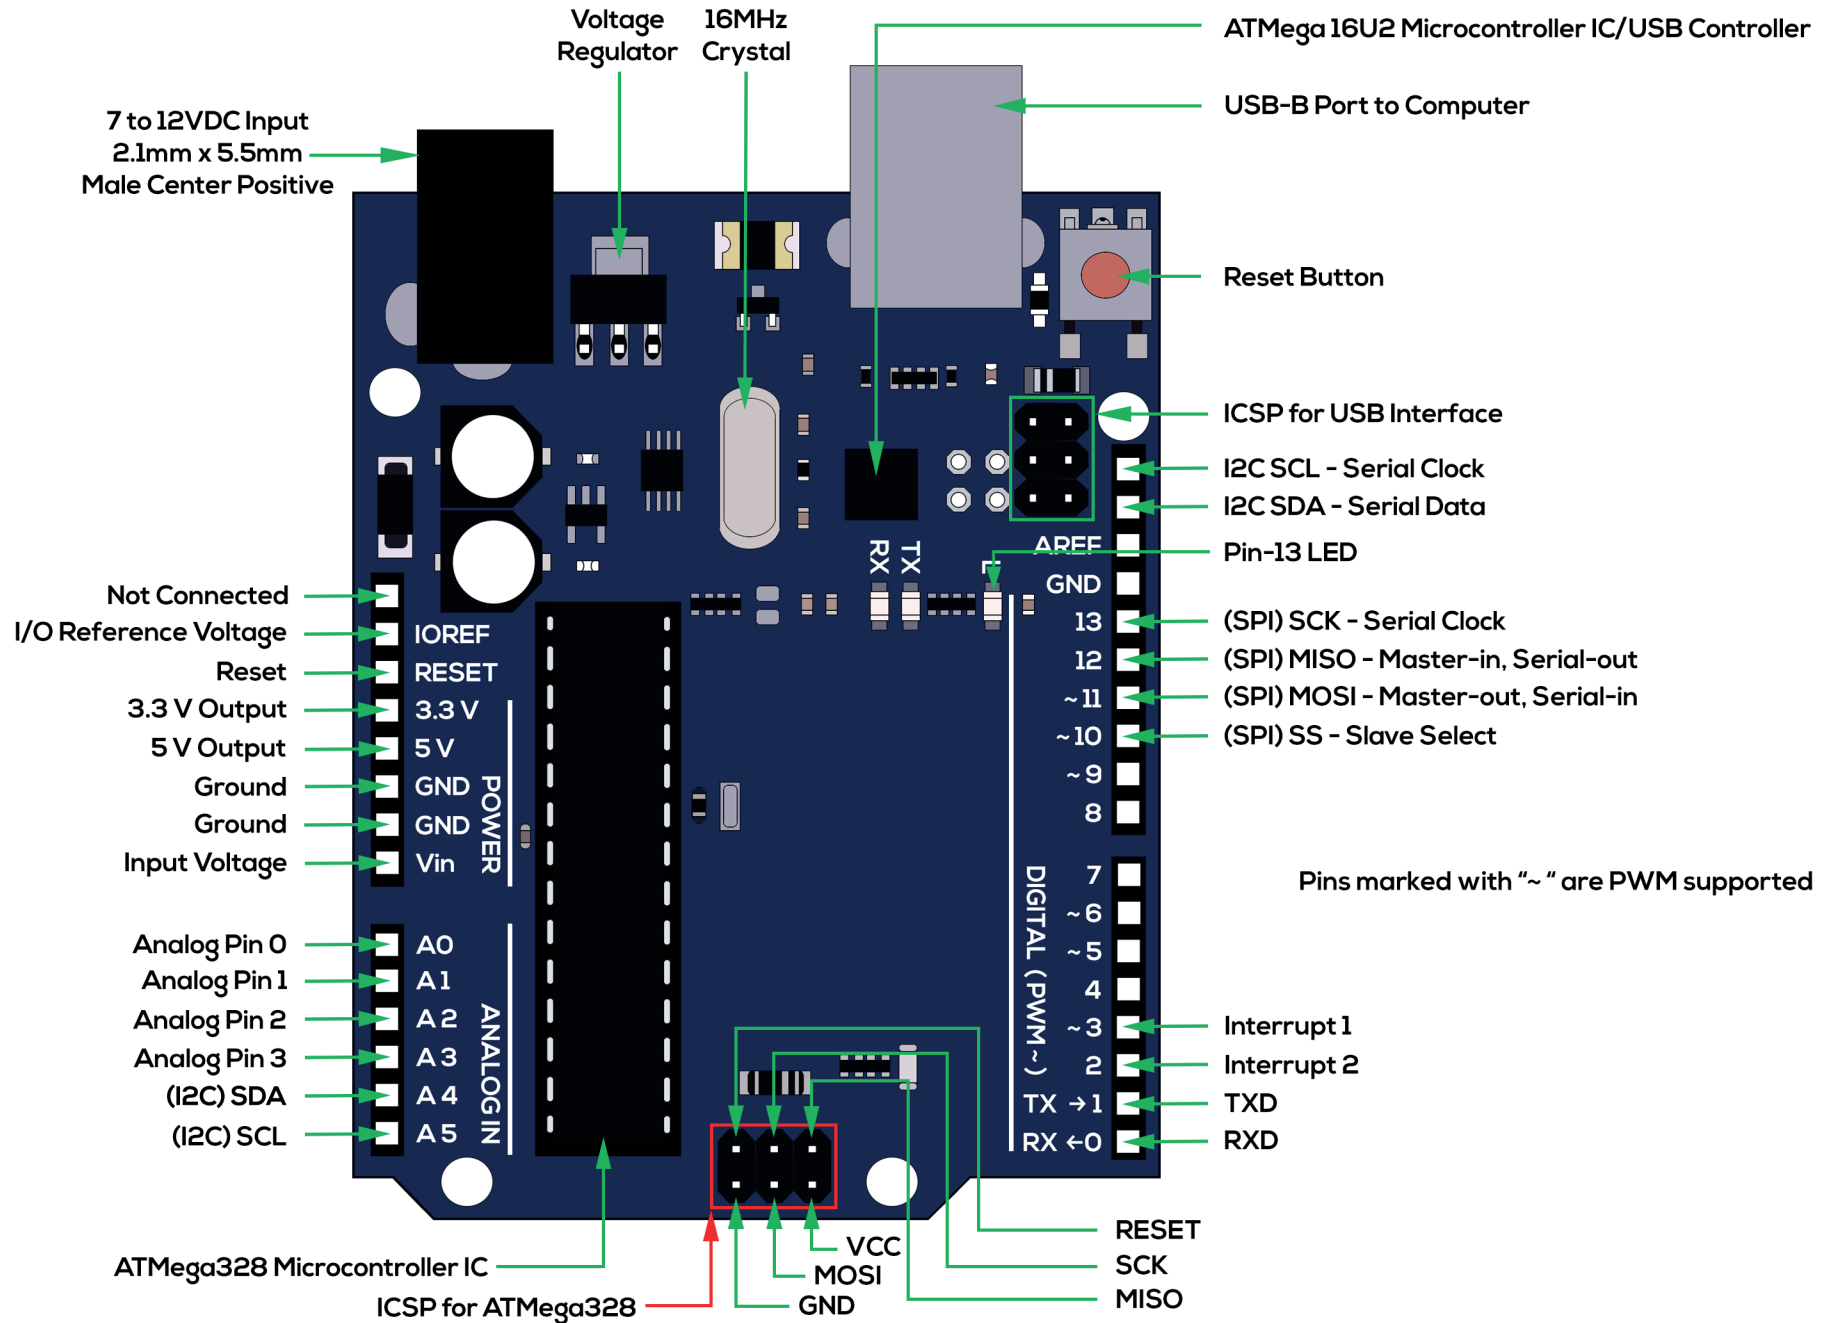 Voltage
Regulator
16MHz
Crystal
ATMega 16U2 Microcontroller IC/USB Controller
USB-B Port to Computer
7 to 12VDC Input
2.1mm x 5.5mm
Male Center Positive
Reset Button
ICSP for USB Interface
I2C SCL - Serial Clock
I2C SDA - Serial Data
Pin-13 LED
(SPI) SCK - Serial Clock
(SPI) MISO - Master-in, Serial-out
(SPI) MOSI - Master-out, Serial-in
(SPI) SS - Slave Select
Pins marked with “~ “ are PWM supported
Interrupt 1
Interrupt 2
TXD
RXD
RX
TX
L
AREF
GND
13
12
~11
~10
~9
8
7
~6
~5
4
~3
2
TX →1
RX ←0
DIGITAL (PWM~)
Not Connected
I/O Reference Voltage
Reset
3.3 V Output
5 V Output
Ground
Ground
Input Voltage
IOREF
RESET
3.3 V
5 V
GND
GND
Vin
POWER
Analog Pin 0
Analog Pin 1
Analog Pin 2
Analog Pin 3
(I2C) SDA
(I2C) SCL
A0
A1
A2
A3
A4
A5
ANALOG IN
ATMega328 Microcontroller IC
ICSP for ATMega328
VCC
MOSI
GND
RESET
SCK
MISO